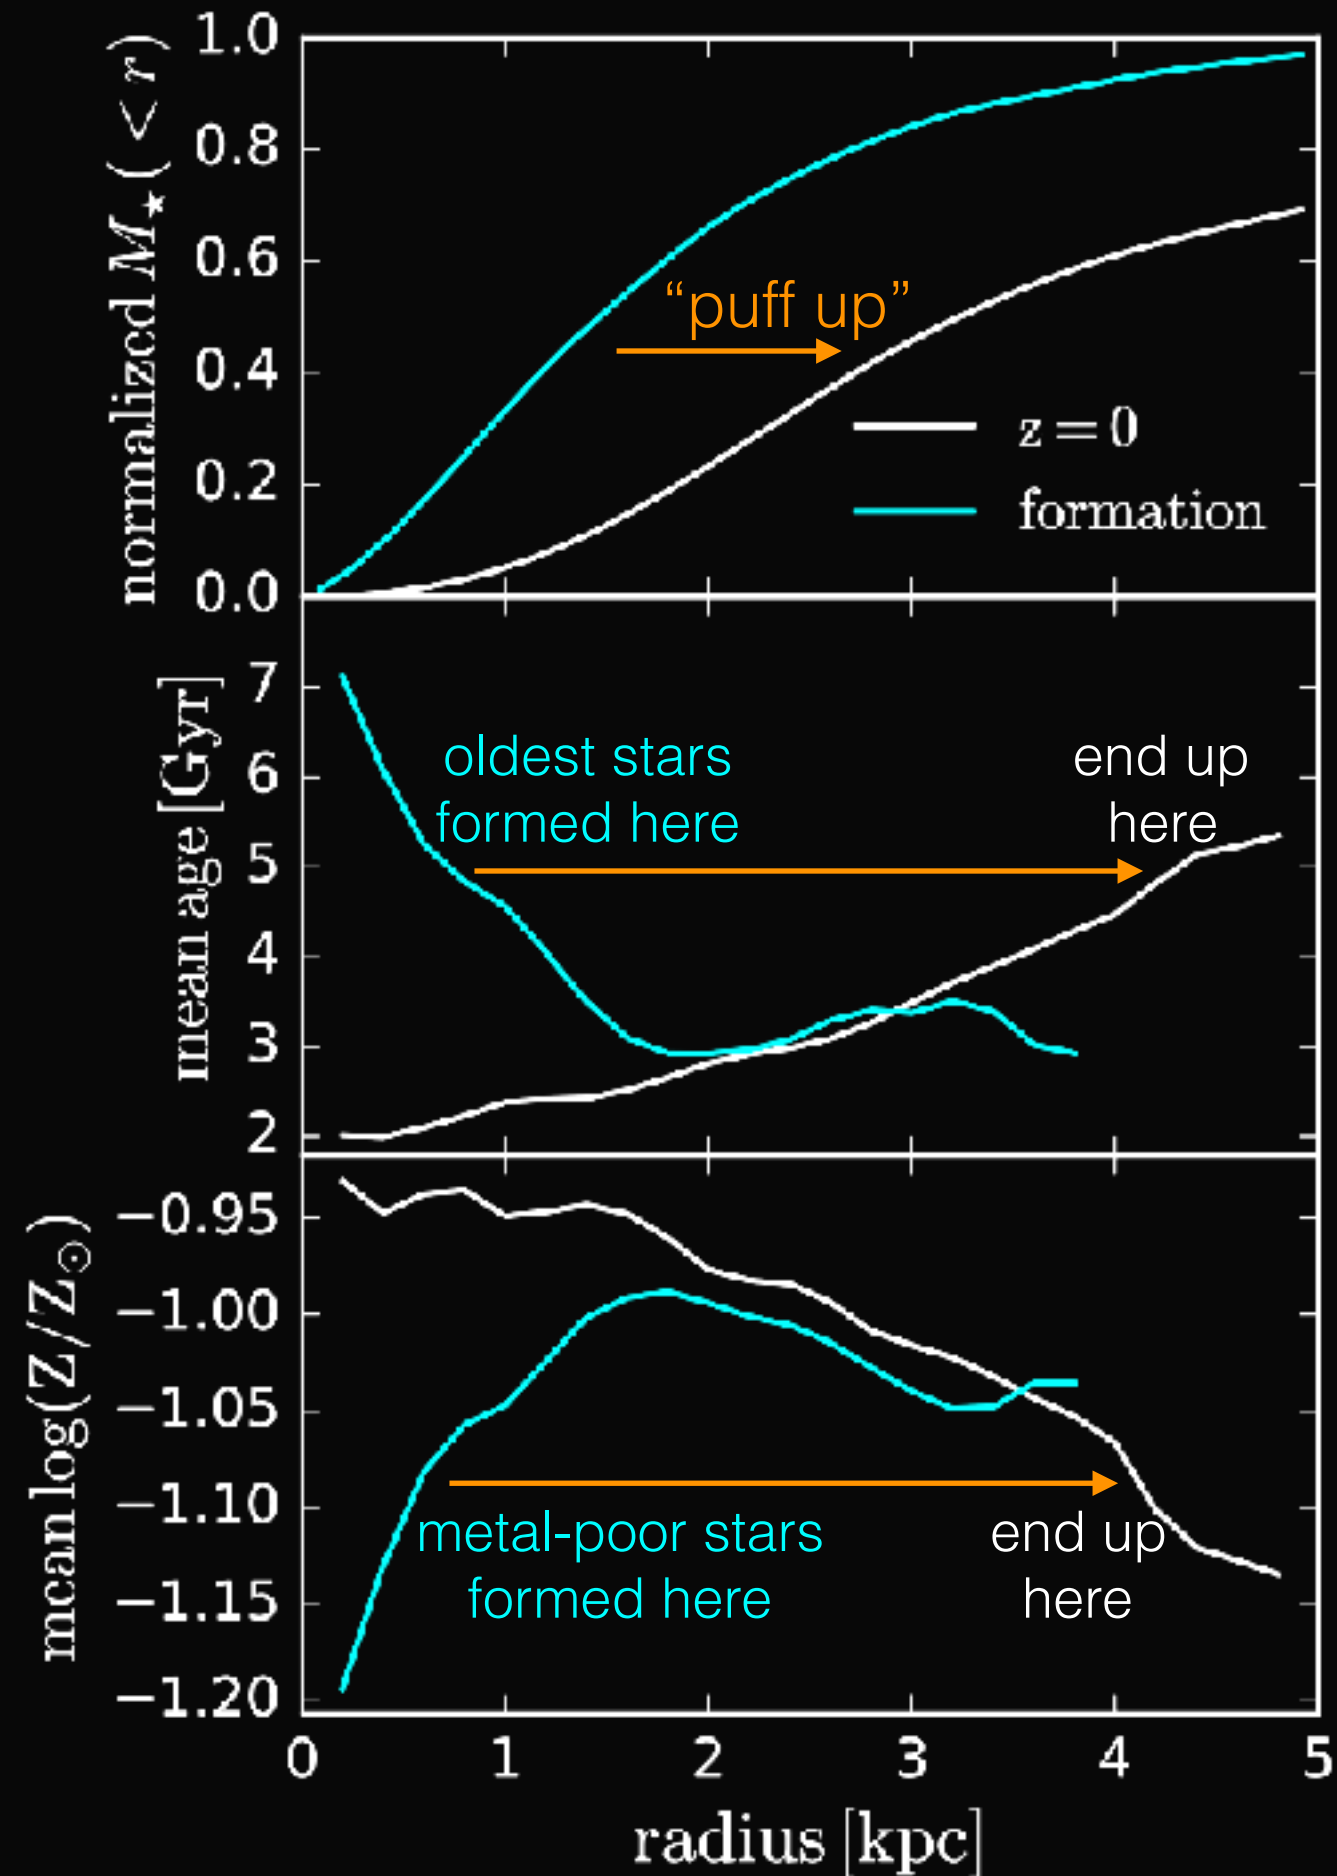 normalized M★(< r)
1.0
0.8
0.6
0.4
0.2
0.0
“puff up”
z = 0
formation
mean age [Gyr]
7
6
5
4
3
2
oldest stars
formed here
end up
here
mean log(Z/Z⊙)
−0.95
−1.00
−1.05
−1.10
−1.15
−1.20
metal-poor stars
formed here
end up
here
0 1 2 3 4 5
radius [kpc]